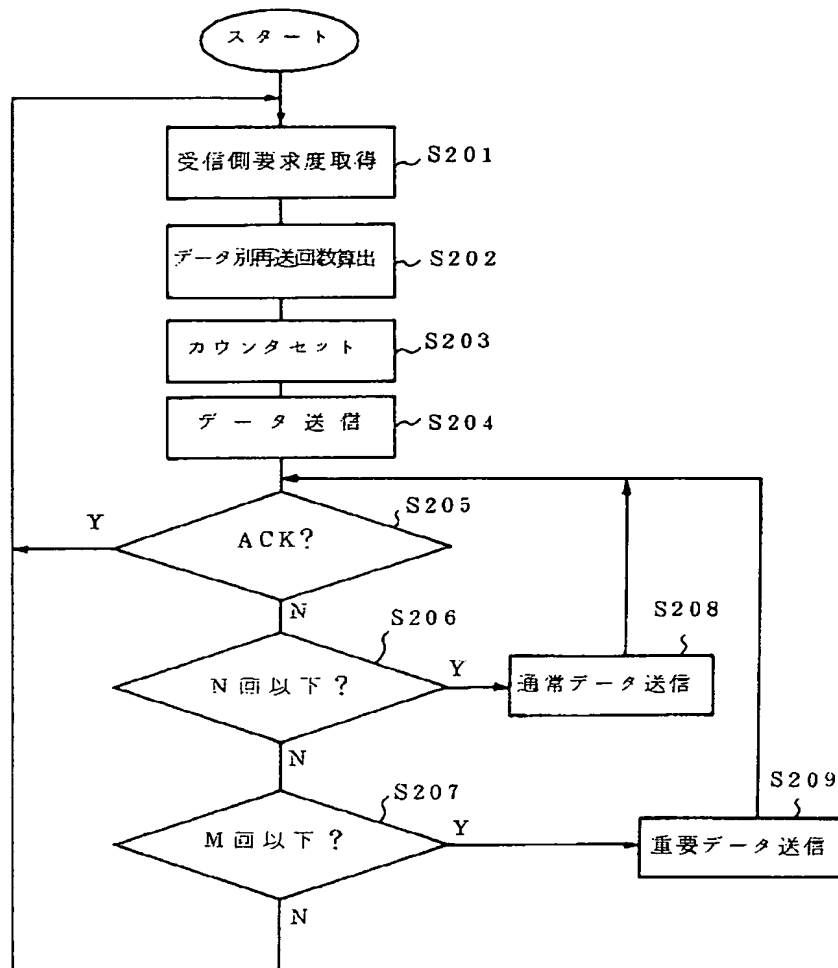 スタート
受信側要求度取得
S201
データ別再送回数算出
S202
カウンタセット
S203
データ送信
S204
S205
Y
ACK?
N
S206
N回以下?
Y
S208
通常データ送信
N
S207
M回以下?
Y
S209
重要データ送信
N